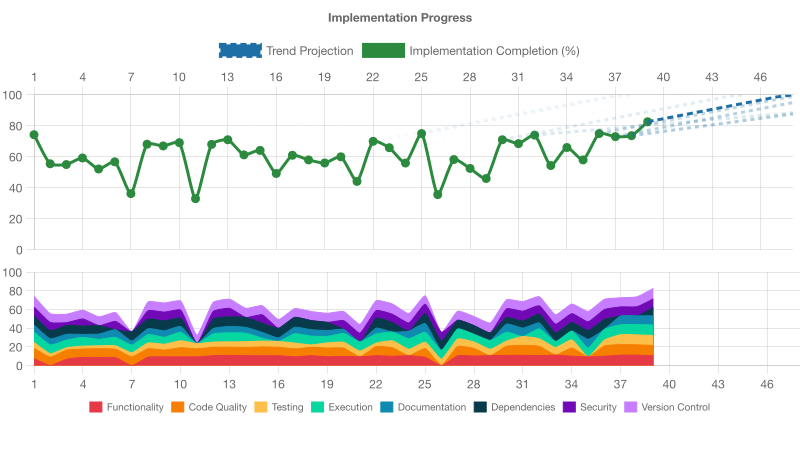 Implementation Progress
Trend Projection Implementation Completion (%)
1 4 7 10 13 16 19 22 25 28 31 34 37 40 43 46
100
80
60
40
20
0
100
80
60
40
20
0
1 4 7 10 13 16 19 22 25 28 31 34 37 40 43 46
Functionality Code Quality Testing Execution Documentation Dependencies Security Version Control